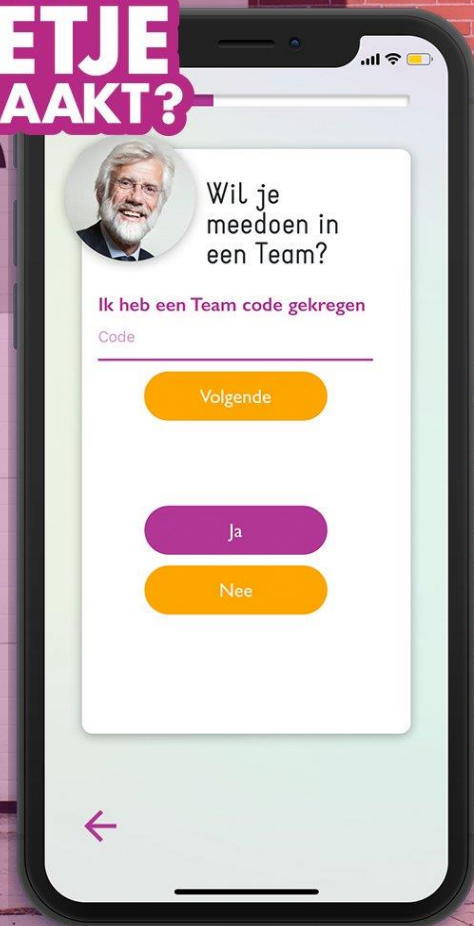 ETJE
AAKT?
Wil je
meedoen in
een Team?
Ik heb een Team code gekregen
Code
Volgende
Ja
Nee